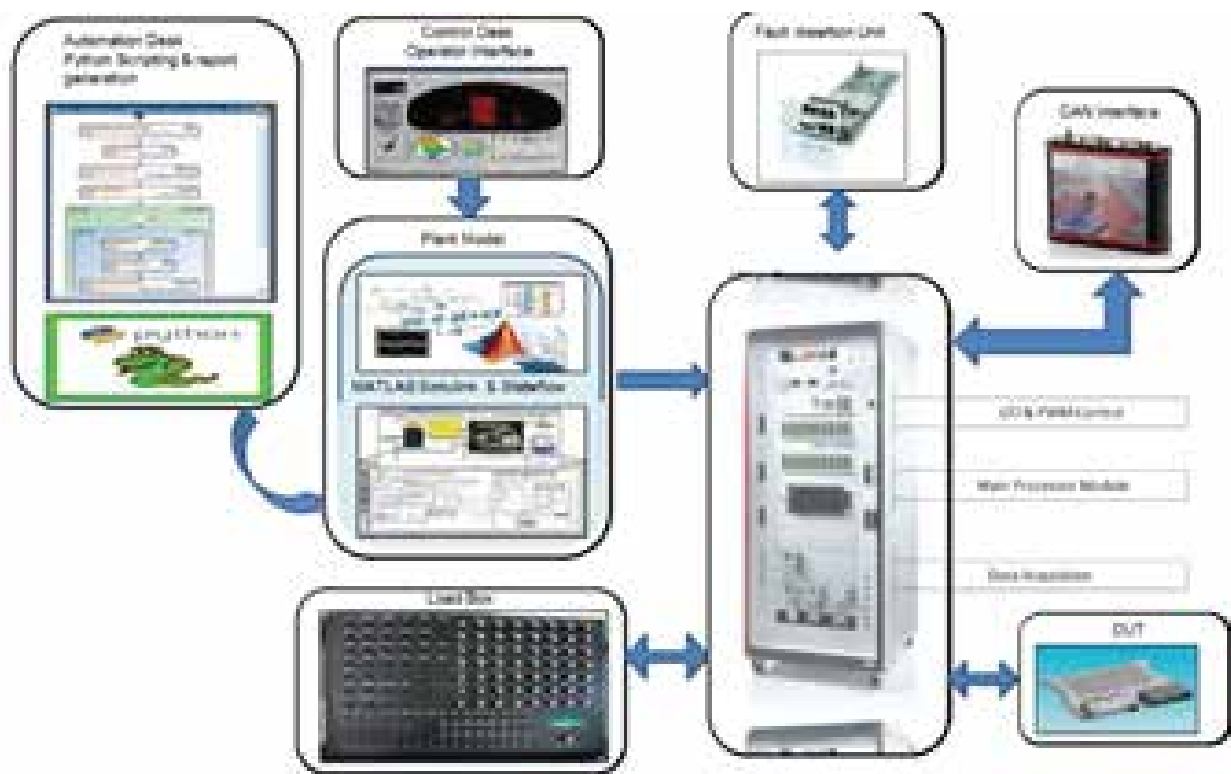 Automation Desk
Python Scripting & report
generation
python
Control Desk
Operator Interface
Plant Model
MATLAB Simulink & Stateflow
Load Box
Fault Insertion Unit
CAN Interface
I/O & PWM Control
Main Processor Module
Data Acquisition
DUT